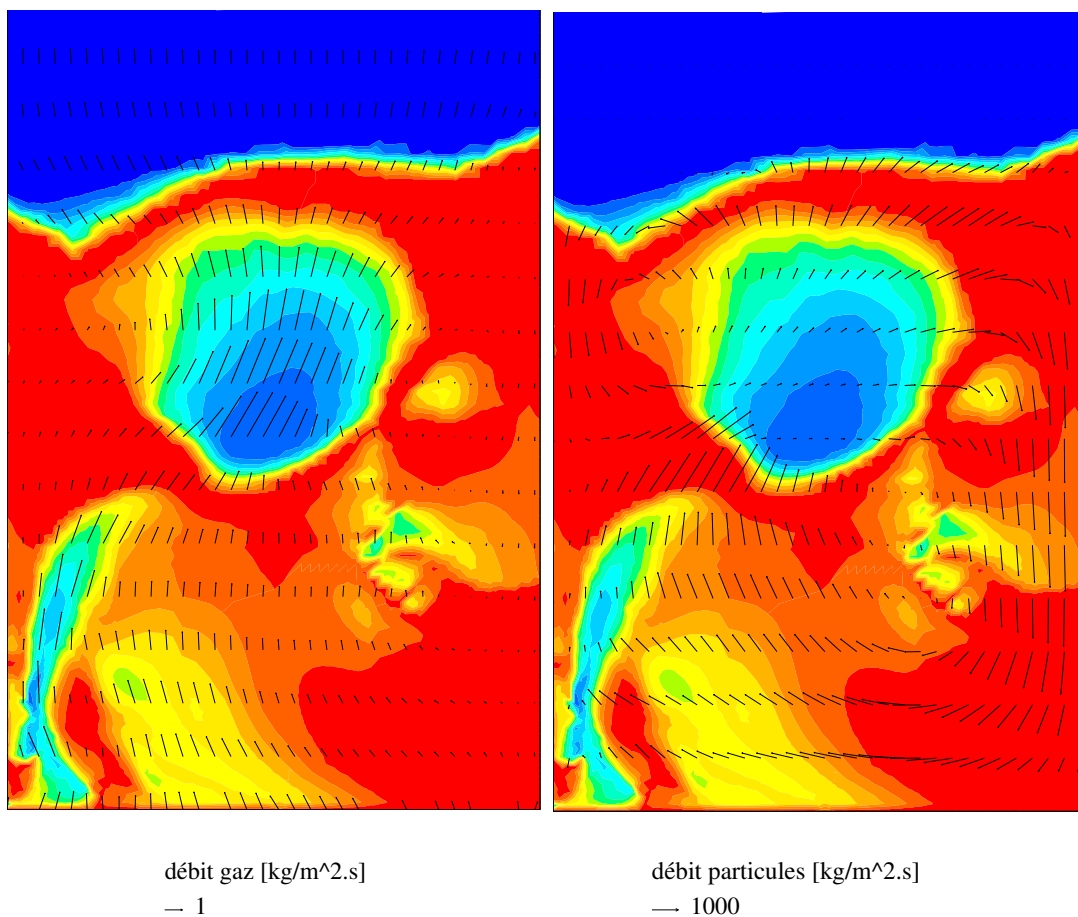 débit gaz [kg/m^2.s]
1
débit particules [kg/m^2.s]
1000